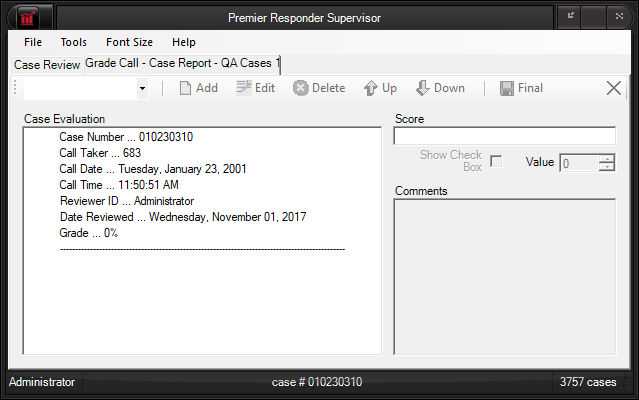 Premier Responder Supervisor
File Tools Font Size Help
Case Review Grade Call - Case Report - QA Cases 1
Add Edit Delete Up Down Final
Case Evaluation
Case Number ... 010230310
Call Taker ... 683
Call Date ... Tuesday, January 23, 2001
Call Time ... 11:50:51 AM
Reviewer ID ... Administrator
Date Reviewed ... Wednesday, November 01, 2017
Grade ... 0%
Score
Show Check
Box
Value 0
Comments
Administrator case # 010230310 3757 cases